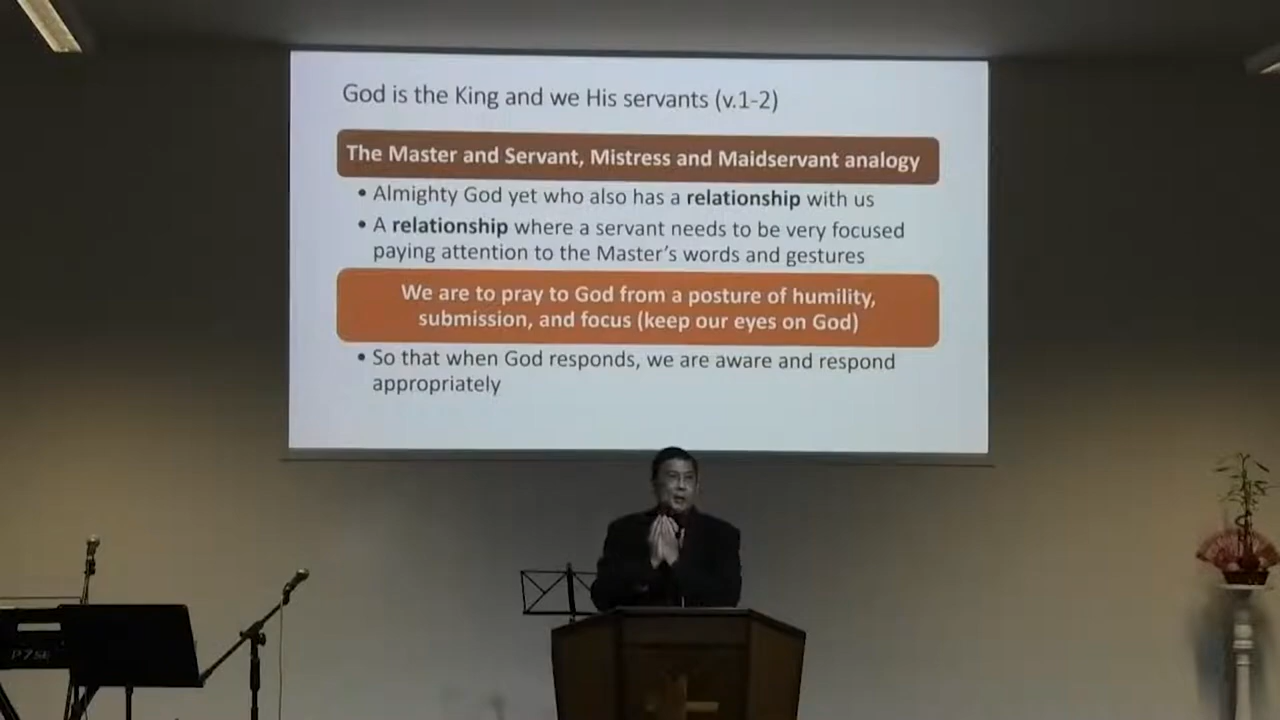 God is the King and we His servants (v.1-2)
The Master and Servant, Mistress and Maidservant analogy
• Almighty God yet who also has a relationship with us
• A relationship where a servant needs to be very focused
paying attention to the Master's words and gestures
We are to pray to God from a posture of humility,
submission, and focus (keep our eyes on God)
• So that when God responds, we are aware and respond
appropriately